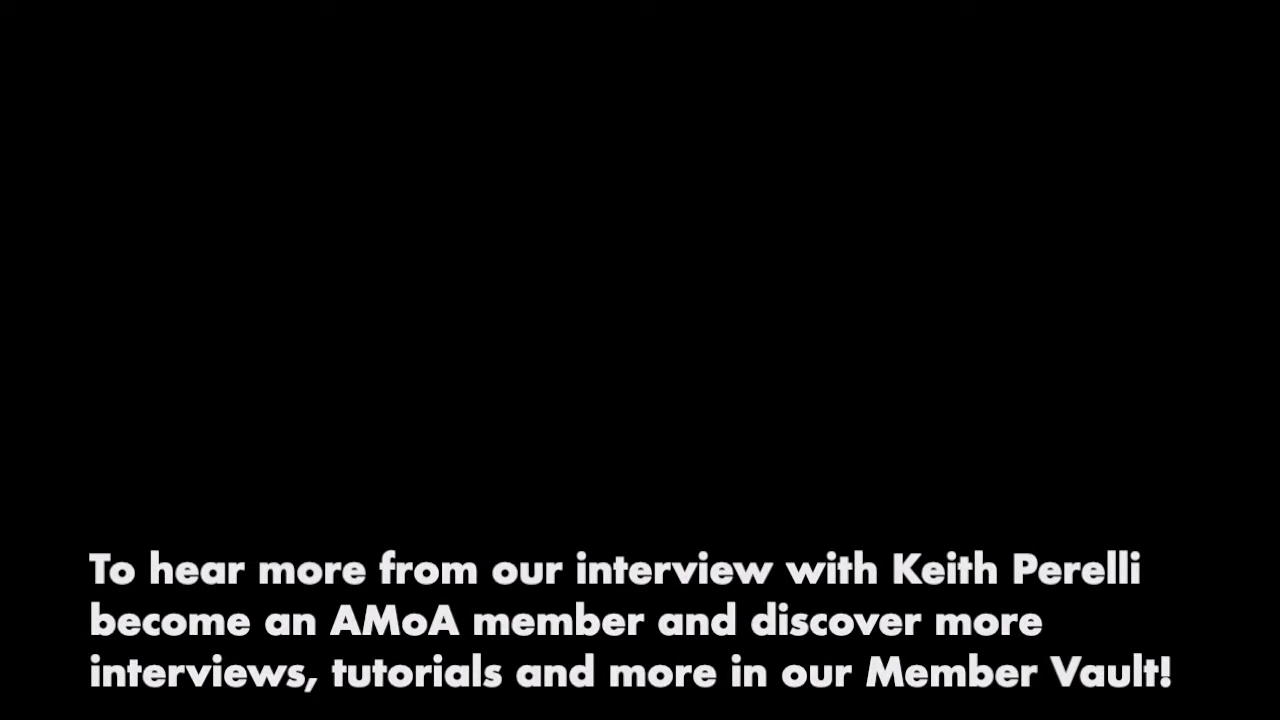 To hear more from our interview with Keith Perelli
become an AMoA member and discover more
interviews, tutorials and more in our Member Vault!